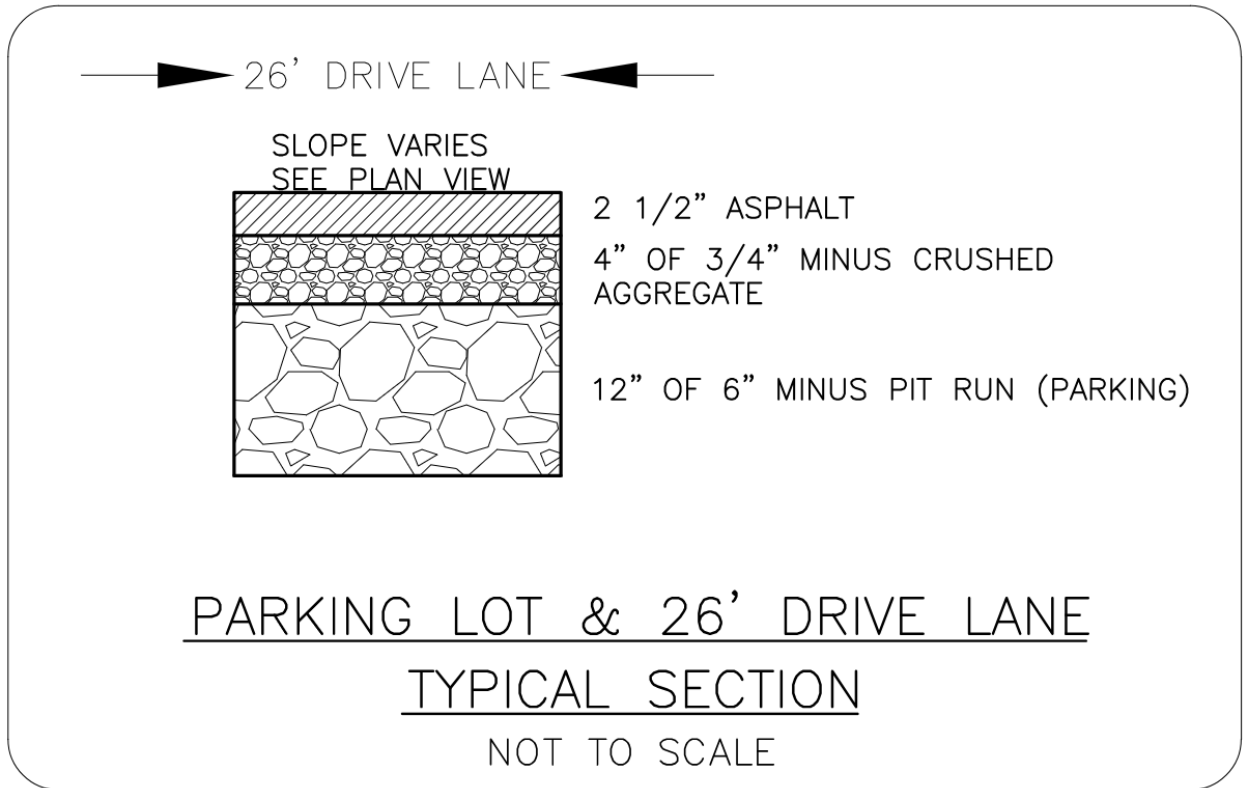 26' DRIVE LANE
SLOPE VARIES
SEE PLAN VIEW
2 1/2" ASPHALT
4" OF 3/4" MINUS CRUSHED
AGGREGATE
12" OF 6" MINUS PIT RUN (PARKING)
PARKING LOT & 26' DRIVE LANE
TYPICAL SECTION
NOT TO SCALE